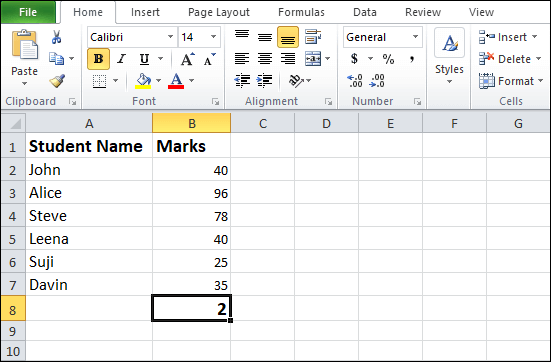 File Home Insert Page Layout Formulas Data Review View
Calibri 14 General Insert
Paste B I U A A A Styles Delete
$ % , Format
.0 .00 .00 .0
Clipboard Font Alignment Number Cells
A B C D E F G
1 Student Name Marks
2 John 40
3 Alice 96
4 Steve 78
5 Leena 40
6 Suji 25
7 Davin 35
8 2
9
10